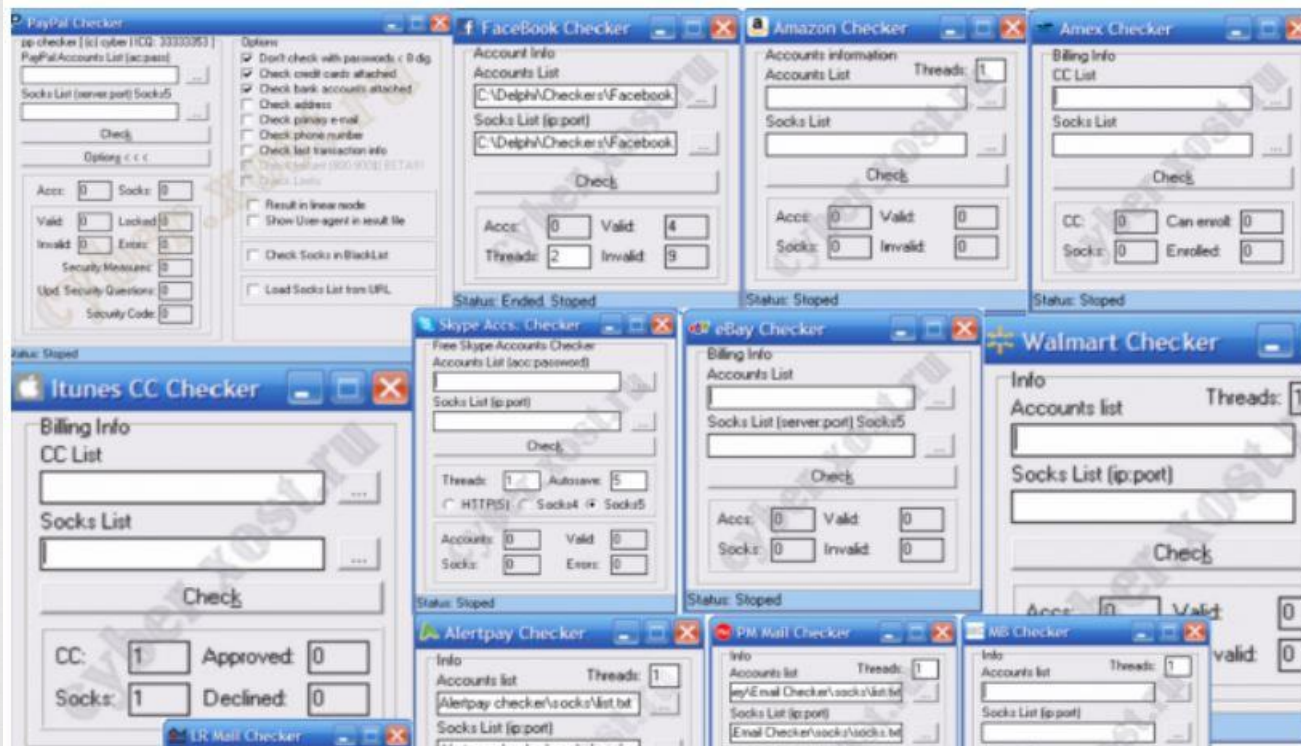 PayPal Checker
pp checker [ (c) cyber | ICQ: 33333353 ]
PayPal Accounts List (ac:pass)
...
Socks List (server:port) Socks5
...
Check
Options < < <
Accs: 0 Socks: 0
Valid: 0 Locked: 0
Invalid: 0 Errors: 0
Security Measures: 0
Upd. Security Questions: 0
Security Code: 0
Status: Stoped
Options
Don't check with passwords < 8 dig.
Check credit cards attached
Check bank accounts attached
Check address
Check primary e-mail
Check phone number
Check last transaction info
Result in linear mode
Show User-agent in result file
Check Socks in BlackList
Load Socks List from URL
FaceBook Checker
Account Info
Accounts List
C:\Delphi\Checkers\Facebook
...
Socks List (ip:port)
C:\Delphi\Checkers\Facebook
...
Check
Accs: 0 Valid: 4
Threads: 2 Invalid: 9
Status: Ended. Stoped
Amazon Checker
Accounts information
Accounts List Threads: 1
...
Socks List
...
Check
Accs: 0 Valid: 0
Socks: 0 Invalid: 0
Status: Stoped
Amex Checker
Billing Info
CC List
...
Socks List
...
Check
CC: 0 Can enroll: 0
Socks: 0 Enrolled: 0
Status: Stoped
Itunes CC Checker
Billing Info
CC List
...
Socks List
...
Check
CC: 1 Approved: 0
Socks: 1 Declined: 0
Skype Accs. Checker
Free Skype Accounts Checker
Accounts List (acc:password)
...
Socks List (ip:port)
...
Check
Threads: 1 Autosave: 5
HTTP(S) Socks4 Socks5
Accounts: 0 Valid: 0
Socks: 0 Errors: 0
Status: Stoped
eBay Checker
Billing Info
Accounts List
...
Socks List (server:port) Socks5
...
Check
Accs: 0 Valid: 0
Socks: 0 Invalid: 0
Status: Stoped
Walmart Checker
Info
Accounts list Threads: 1
Socks List (ip:port)
Check
Accs: 0 Valid: 0
valid: 0
LR Mail Checker
Alertpay Checker
Info
Accounts list Threads: 1
Alertpay checker\socks\list.txt
...
Socks List (ip:port)
PM Mail Checker
Info
Accounts list Threads: 1
ey\Email Checker\socks\list.txt
...
Socks List (ip:port)
Email Checker\socks\socks.txt
...
MB Checker
Info
Accounts list Threads: 1
...
Socks List (ip:port)
...
cyber.xost.ru